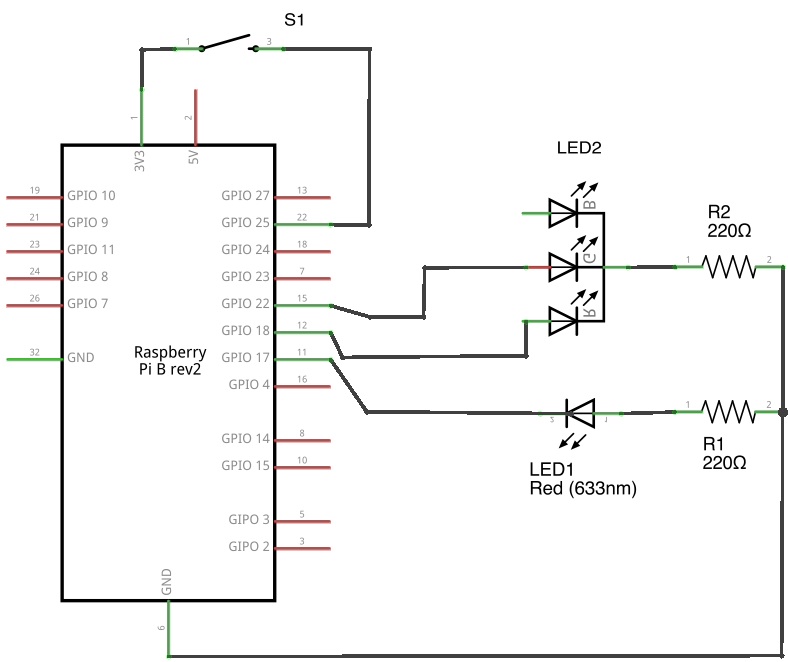 S1
1
3
1
2
3V3
5V
LED2
19
GPIO 10
GPIO 27
13
B
R2
220Ω
21
GPIO 9
GPIO 25
22
23
GPIO 11
GPIO 24
18
G
1
2
24
GPIO 8
GPIO 23
7
26
GPIO 7
GPIO 22
15
R
GPIO 18
12
32
GND
Raspberry
Pi B rev2
GPIO 17
11
GPIO 4
16
2
1
1
2
GPIO 14
8
R1
220Ω
GPIO 15
10
LED1
Red (633nm)
GIPO 3
5
GIPO 2
3
GND
6